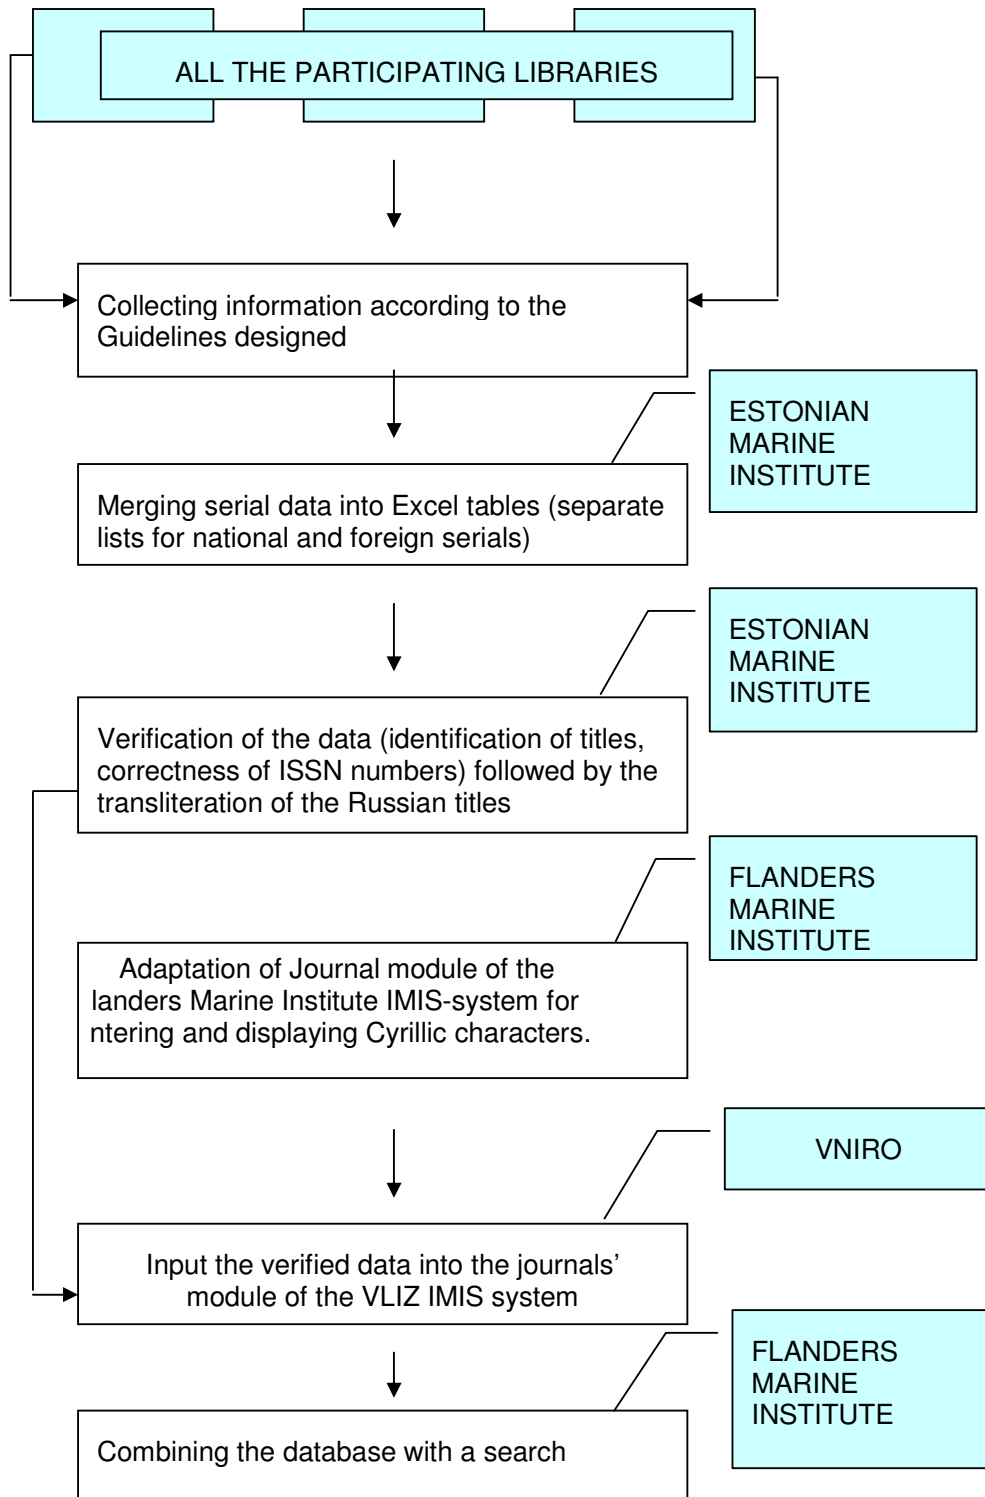 ALL THE PARTICIPATING LIBRARIES
Collecting information according to the
Guidelines designed
ESTONIAN
MARINE
INSTITUTE
Merging serial data into Excel tables (separate
lists for national and foreign serials)
ESTONIAN
MARINE
INSTITUTE
Verification of the data (identification of titles,
correctness of ISSN numbers) followed by the
transliteration of the Russian titles
FLANDERS
MARINE
INSTITUTE
Adaptation of Journal module of the
landers Marine Institute IMIS-system for
ntering and displaying Cyrillic characters.
VNIRO
Input the verified data into the journals’
module of the VLIZ IMIS system
FLANDERS
MARINE
INSTITUTE
Combining the database with a search